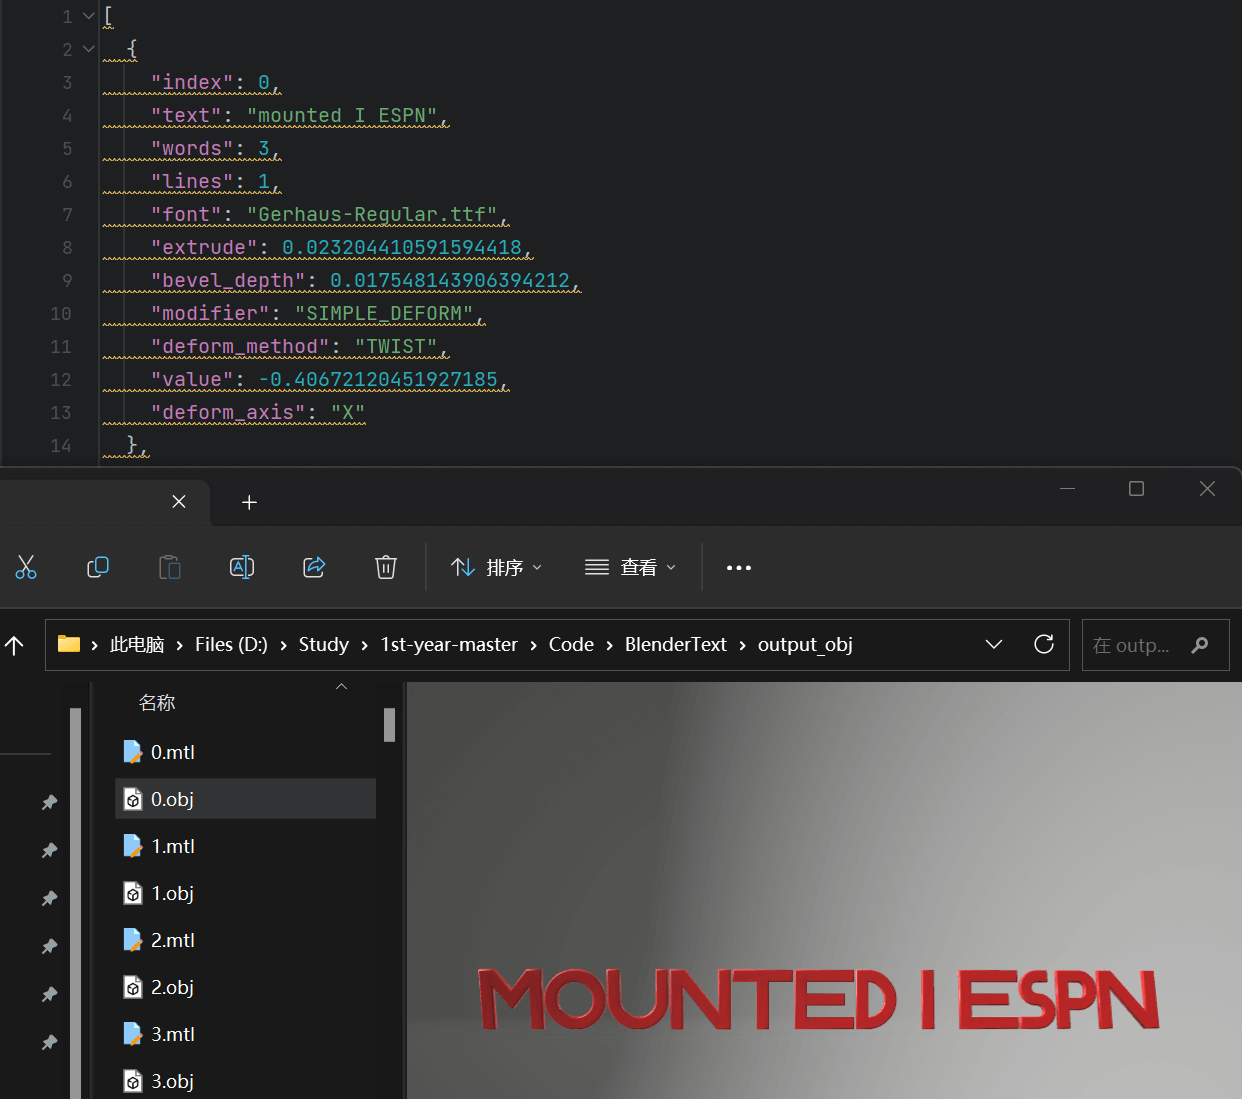 1 [
2 {
3 "index": 0,
4 "text": "mounted I ESPN",
5 "words": 3,
6 "lines": 1,
7 "font": "Gerhaus-Regular.ttf",
8 "extrude": 0.023204410591594418,
9 "bevel_depth": 0.017548143906394212,
10 "modifier": "SIMPLE_DEFORM",
11 "deform_method": "TWIST",
12 "value": -0.40672120451927185,
13 "deform_axis": "X"
14 },
排序 查看
此电脑 > Files (D:) > Study > 1st-year-master > Code > BlenderText > output_obj 在 outp...
名称
0.mtl
0.obj
1.mtl
1.obj
2.mtl
2.obj
3.mtl
3.obj
MOUNTED I ESPN